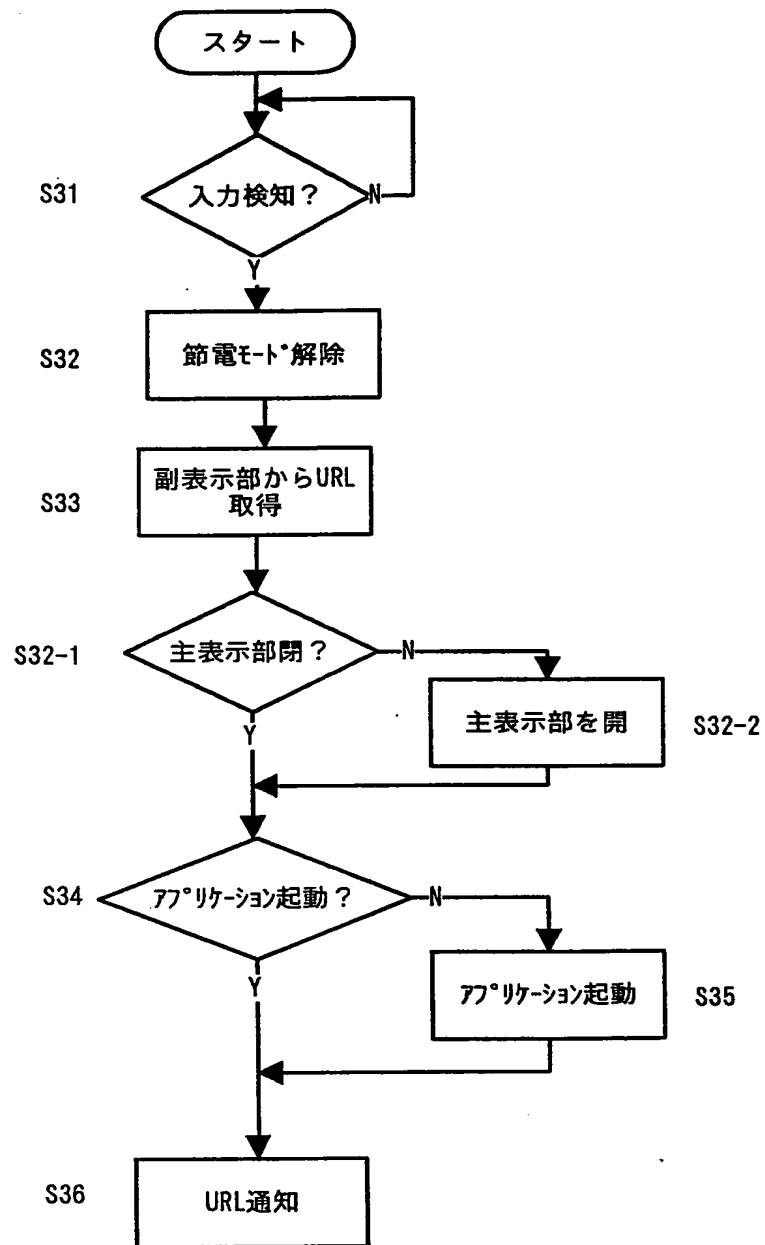 スタート
S31
入力検知？
N
Y
S32
節電ﾓｰﾄﾞ解除
S33
副表示部からURL
取得
S32-1
主表示部閉？
N
Y
主表示部を開
S32-2
S34
ｱﾌﾟﾘｹｰｼｮﾝ起動？
N
Y
ｱﾌﾟﾘｹｰｼｮﾝ起動
S35
S36
URL通知